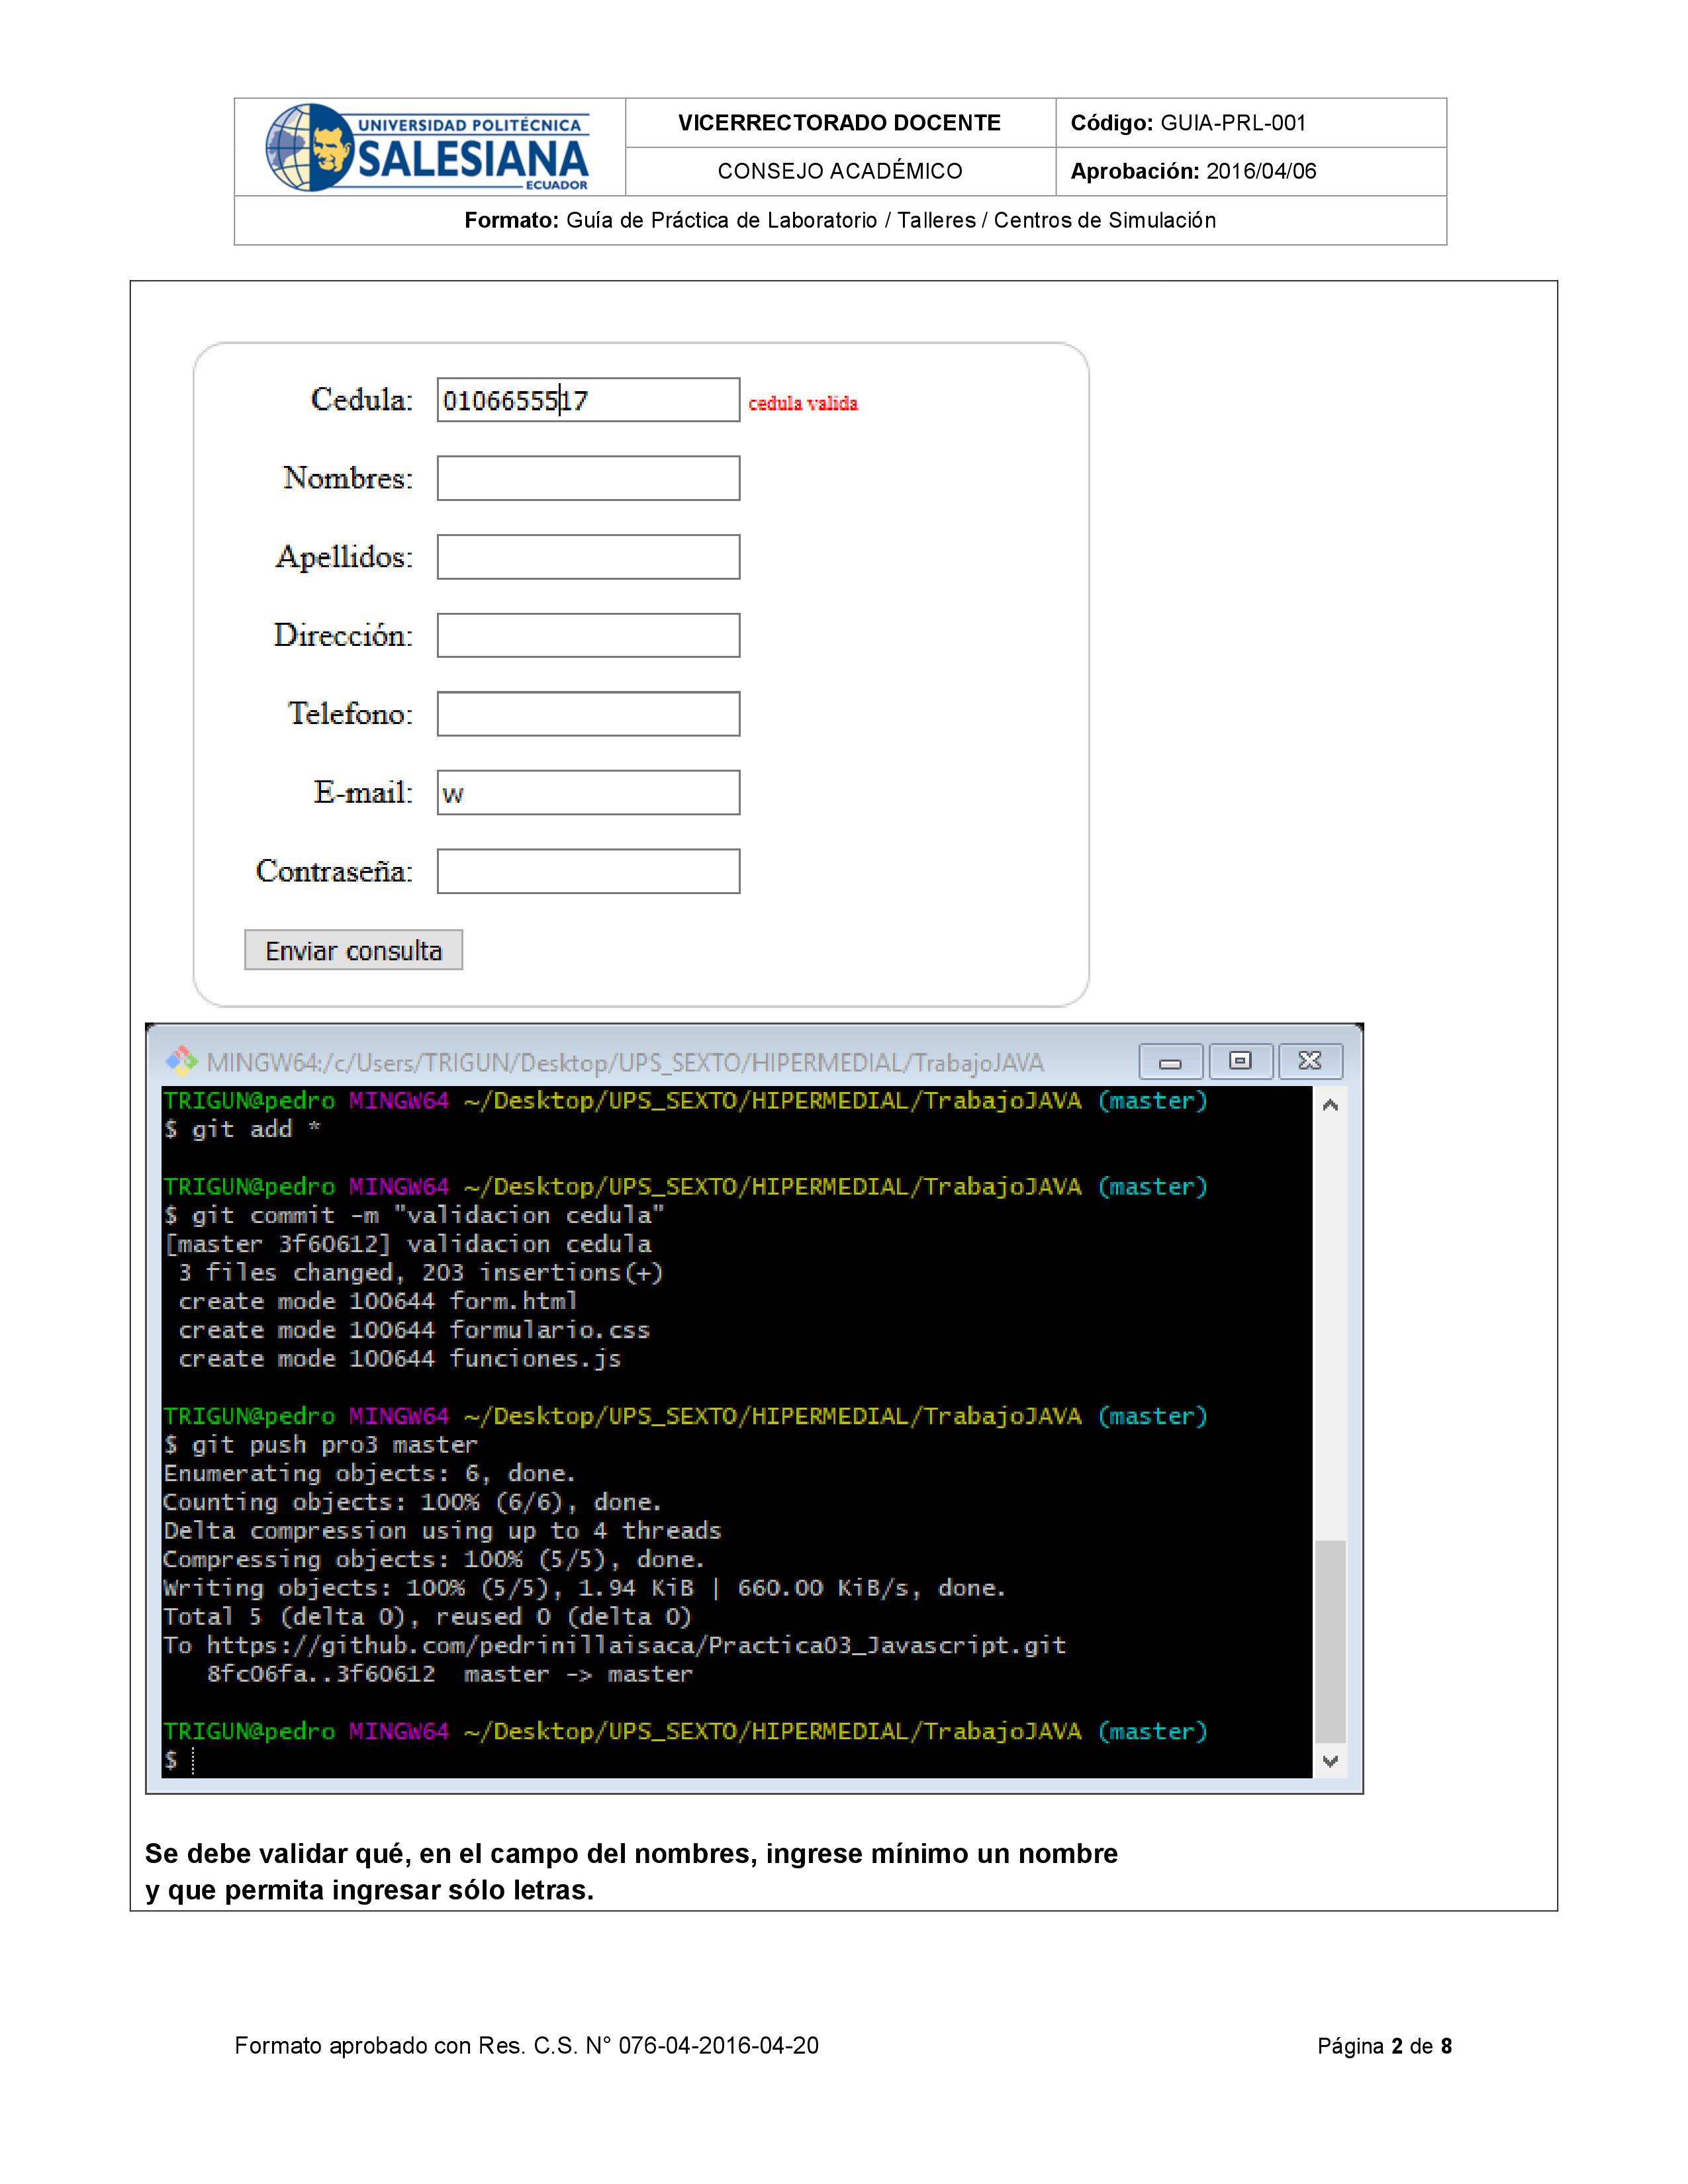 UNIVERSIDAD POLITÉCNICA
SALESIANA
ECUADOR
VICERRECTORADO DOCENTE
Código: GUIA-PRL-001
CONSEJO ACADÉMICO
Aprobación: 2016/04/06
Formato: Guía de Práctica de Laboratorio / Talleres / Centros de Simulación
Cedula: 0106655517 cedula valida
Nombres:
Apellidos:
Dirección:
Telefono:
E-mail: w
Contraseña:
Enviar consulta
MINGW64:/c/Users/TRIGUN/Desktop/UPS_SEXTO/HIPERMEDIAL/TrabajoJAVA
TRIGUN@pedro MINGW64 ~/Desktop/UPS_SEXTO/HIPERMEDIAL/TrabajoJAVA (master)
$ git add *
TRIGUN@pedro MINGW64 ~/Desktop/UPS_SEXTO/HIPERMEDIAL/TrabajoJAVA (master)
$ git commit -m "validacion cedula"
[master 3f60612] validacion cedula
3 files changed, 203 insertions(+)
create mode 100644 form.html
create mode 100644 formulario.css
create mode 100644 funciones.js
TRIGUN@pedro MINGW64 ~/Desktop/UPS_SEXTO/HIPERMEDIAL/TrabajoJAVA (master)
$ git push pro3 master
Enumerating objects: 6, done.
Counting objects: 100% (6/6), done.
Delta compression using up to 4 threads
Compressing objects: 100% (5/5), done.
Writing objects: 100% (5/5), 1.94 KiB | 660.00 KiB/s, done.
Total 5 (delta 0), reused 0 (delta 0)
To https://github.com/pedrinillaisaca/Practica03_Javascript.git
8fc06fa..3f60612 master -> master
TRIGUN@pedro MINGW64 ~/Desktop/UPS_SEXTO/HIPERMEDIAL/TrabajoJAVA (master)
$
Se debe validar qué, en el campo del nombres, ingrese mínimo un nombre
y que permita ingresar sólo letras.
Formato aprobado con Res. C.S. N° 076-04-2016-04-20
Página 2 de 8